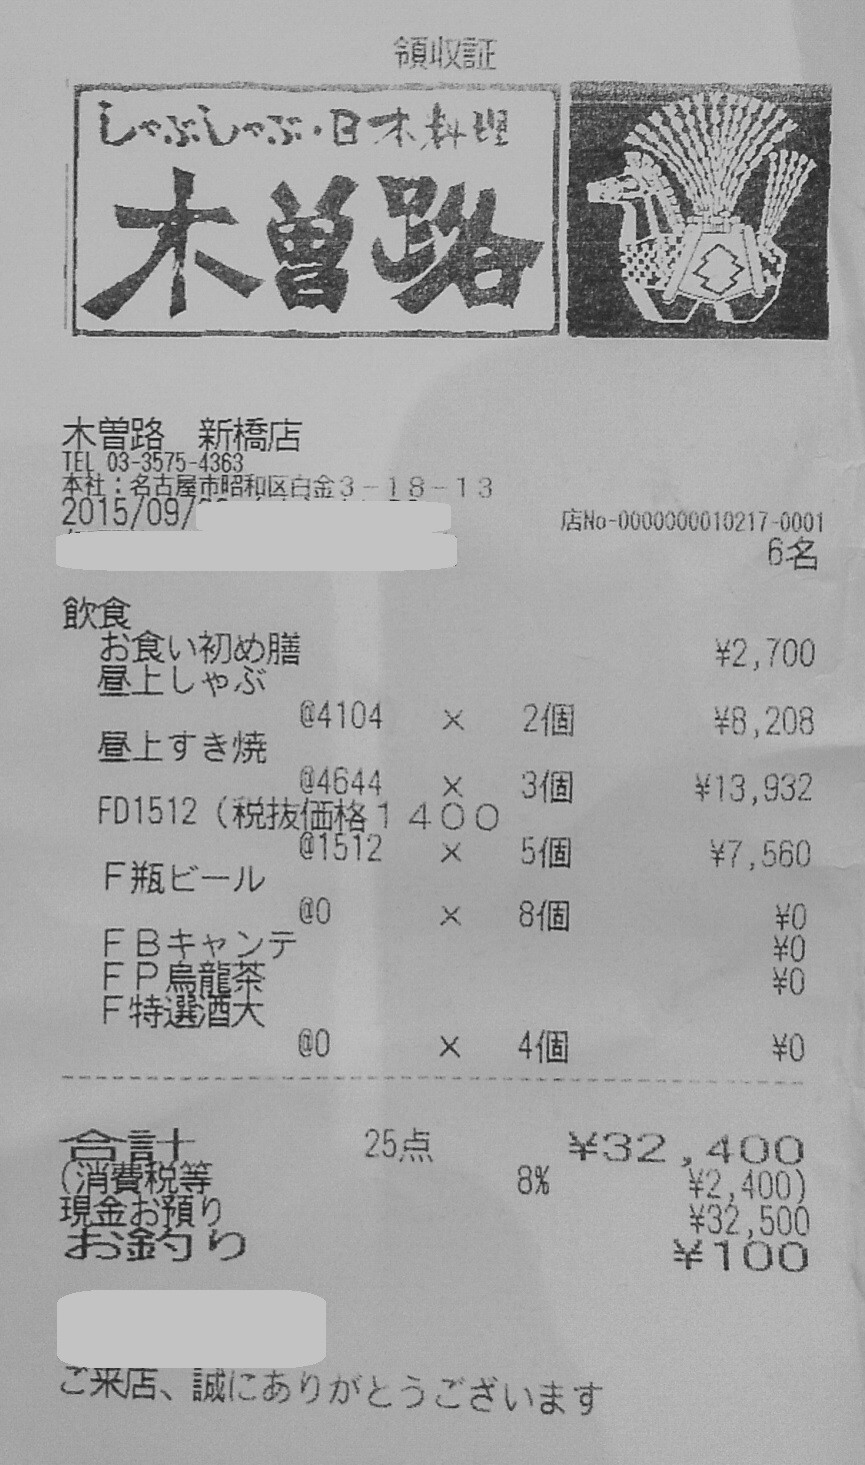 領収証
しゃぶしゃぶ・日本料理
木曽路
木曽路　新橋店
TEL 03-3575-4363
本社：名古屋市昭和区白金３－１８－１３
2015/09/
店No-0000000010217-0001
6名
飲食
お食い初め膳 ¥2,700
昼上しゃぶ
@4104 × 2個 ¥8,208
昼上すき焼
@4644 × 3個 ¥13,932
FD1512（税抜価格１４００
@1512 × 5個 ¥7,560
Ｆ瓶ビール
@0 × 8個 ¥0
ＦＢキャンテ ¥0
ＦＰ烏龍茶 ¥0
Ｆ特選酒大
@0 × 4個 ¥0
合計 25点 ¥32,400
(消費税等 8% ¥2,400)
現金お預り ¥32,500
お釣り ¥100
ご来店、誠にありがとうございます